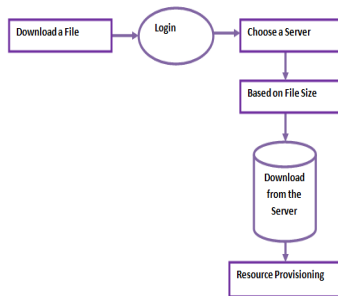 Download a File
Login
Choose a Server
Based on File Size
Download
from the
Server
Resource Provisioning